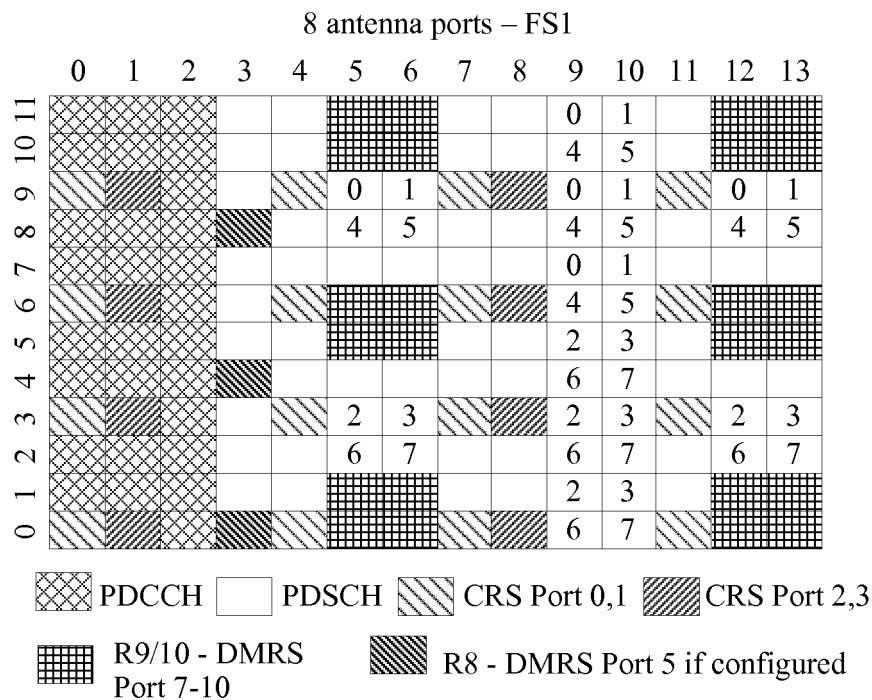 8 antenna ports – FS1
0 1 2 3 4 5 6 7 8 9 10 11 12 13
11 0 1
10 4 5
9 0 1 0 1 0 1
8 4 5 4 5 4 5
7 0 1
6 4 5
5 2 3
4 6 7
3 2 3 2 3 2 3
2 6 7 6 7 6 7
1 2 3
0 6 7
PDCCH PDSCH CRS Port 0,1 CRS Port 2,3
R9/10 - DMRS
Port 7-10
R8 - DMRS Port 5 if configured